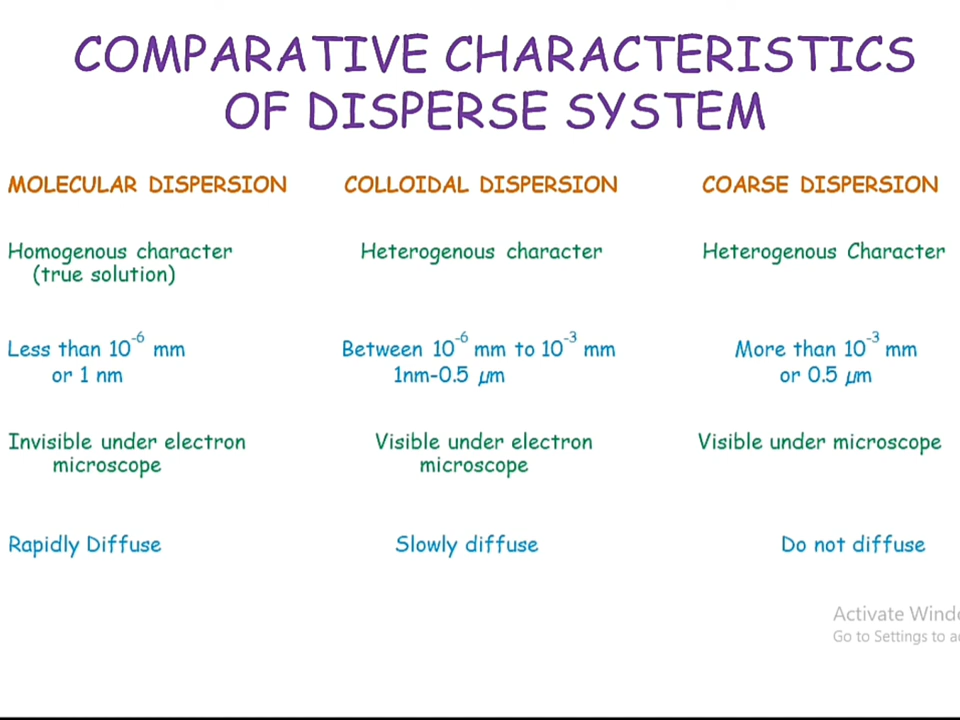 COMPARATIVE CHARACTERISTICS
OF DISPERSE SYSTEM
MOLECULAR DISPERSION
COLLOIDAL DISPERSION
COARSE DISPERSION
Homogenous character
(true solution)
Heterogenous character
Heterogenous Character
Less than 10⁻⁶ mm
or 1 nm
Between 10⁻⁶ mm to 10⁻³ mm
1nm-0.5 µm
More than 10⁻³ mm
or 0.5 µm
Invisible under electron
microscope
Visible under electron
microscope
Visible under microscope
Rapidly Diffuse
Slowly diffuse
Do not diffuse
Activate
Go to Settings to